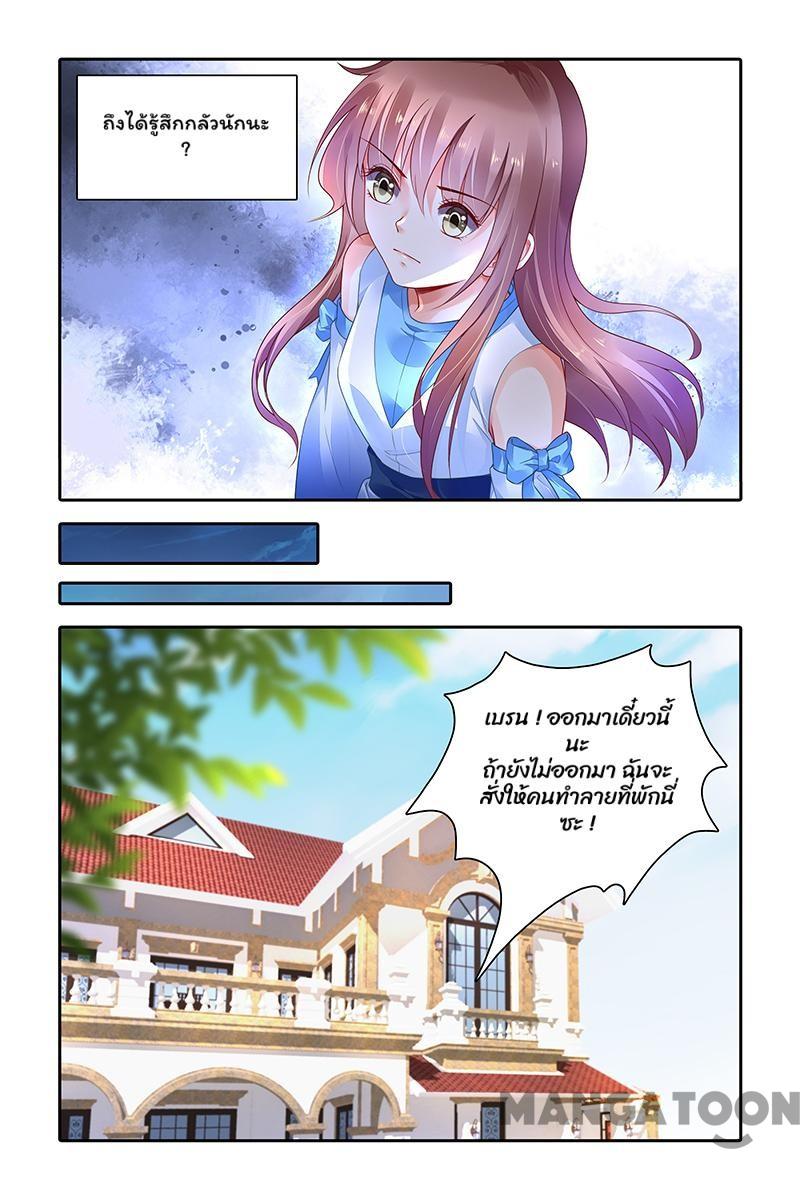 ถึงได้รู้สึกกลัวนักนะ
?
เบรน ! ออกมาเดี๋ยวนี้
นะ
ถ้ายังไม่ออกมา ฉันจะ
สั่งให้คนทำลายที่พักนี่
ซะ !
MANGATOON